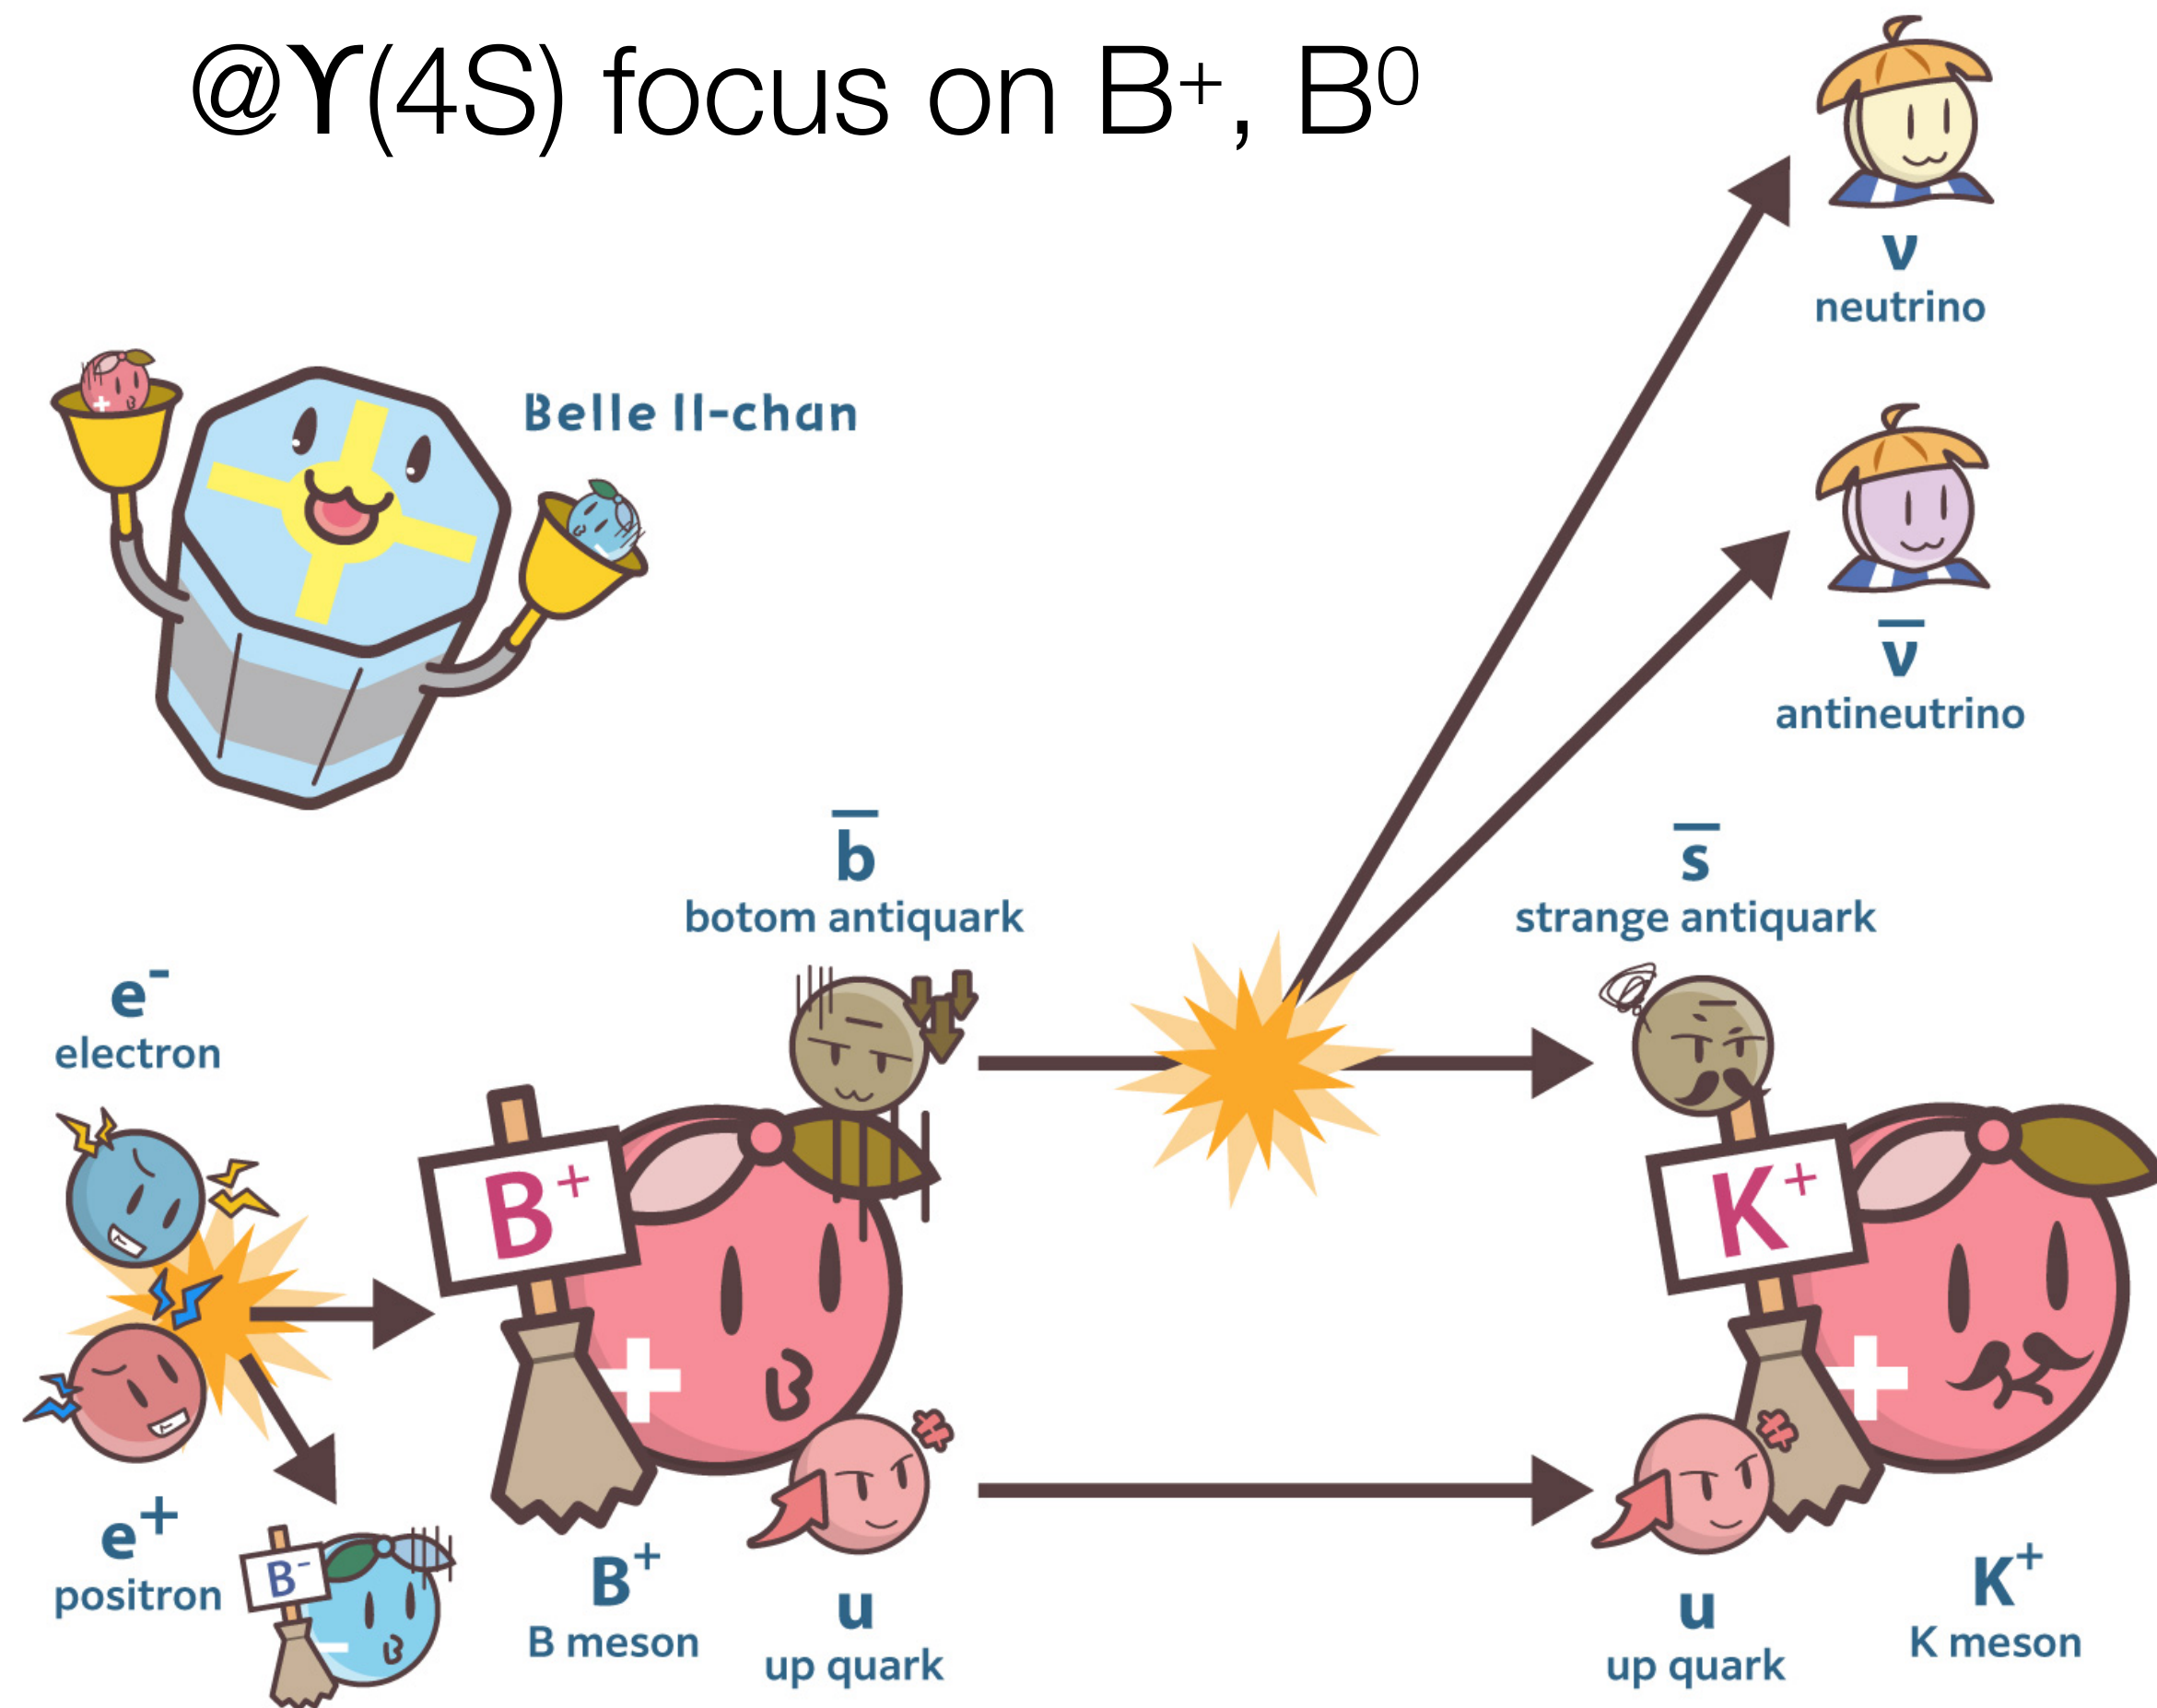 @ϒ(4S) focus on B⁺, B⁰
ν
neutrino
Belle II-chan
ν̅
antineutrino
b̅
botom antiquark
s̅
strange antiquark
e⁻
electron
B⁺
K⁺
e⁺
positron
B⁻
B⁺
B meson
u
up quark
u
up quark
K⁺
K meson